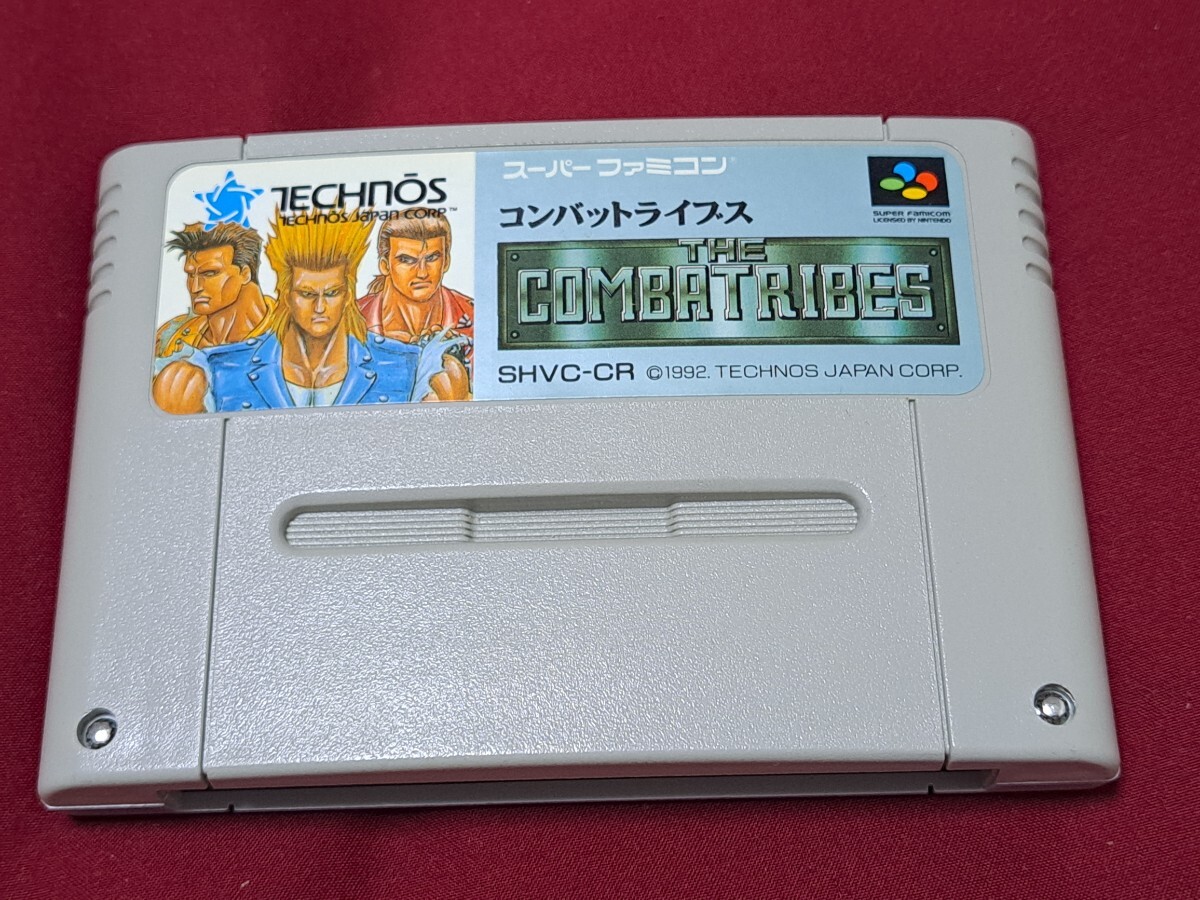 TECHNŌS
TECHNŌS JAPAN CORP™
スーパーファミコン®
コンバットライブス
THE
COMBATRIBES
SHVC-CR ©1992. TECHNOS JAPAN CORP.
SUPER FAMICOM
LICENSED BY NINTENDO